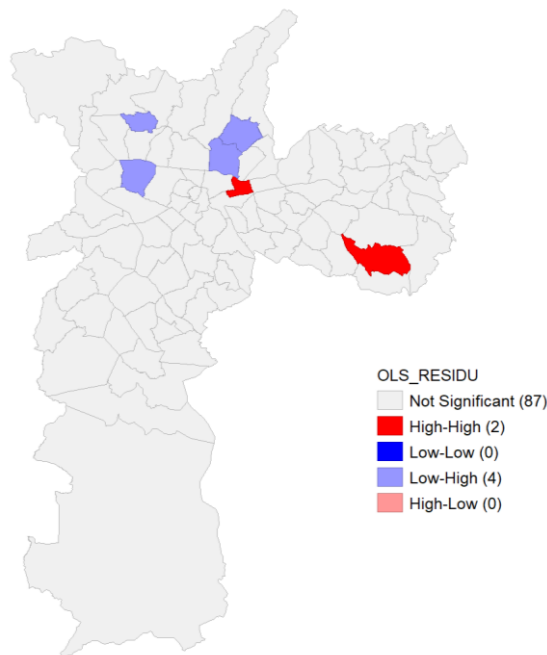 OLS_RESIDU
Not Significant (87)
High-High (2)
Low-Low (0)
Low-High (4)
High-Low (0)